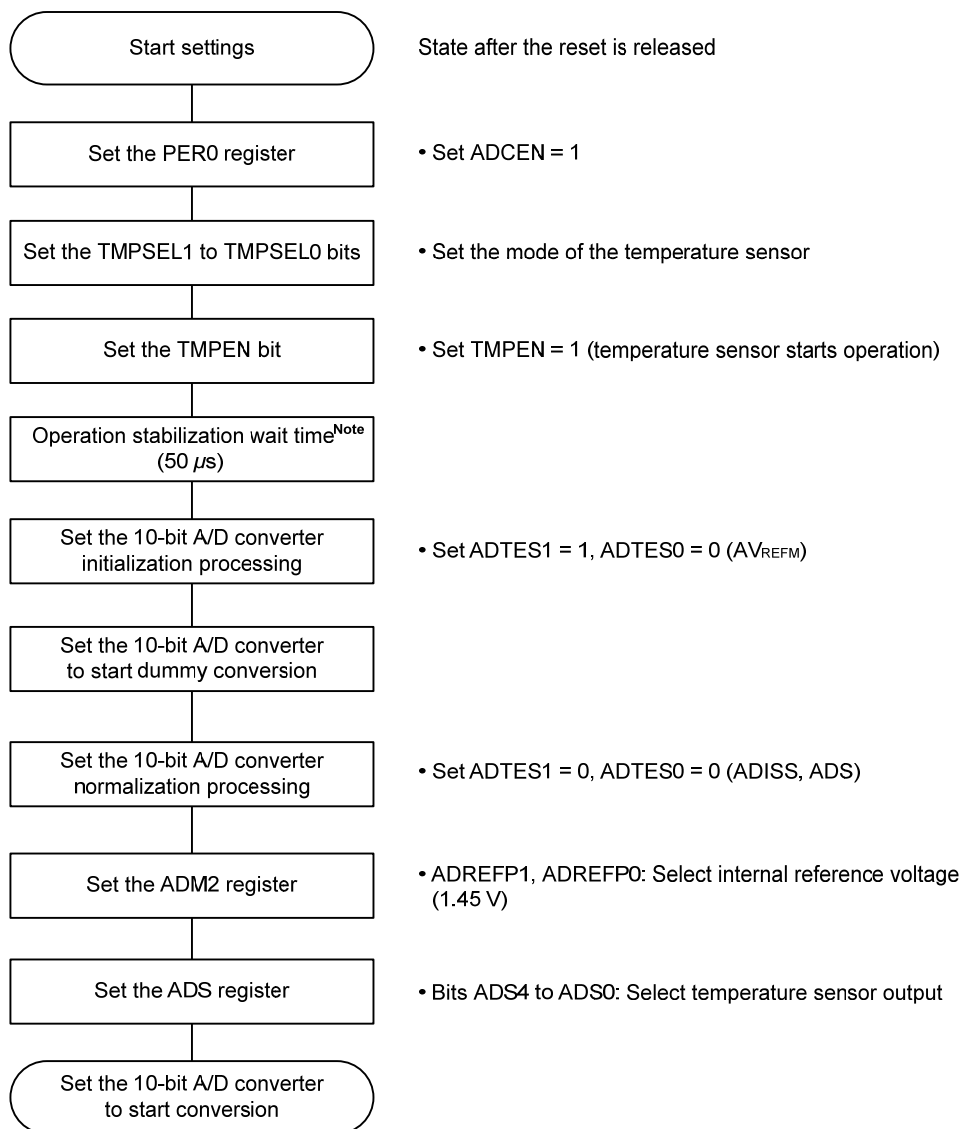 Start settings
State after the reset is released
Set the PER0 register
• Set ADCEN = 1
Set the TMPSEL1 to TMPSEL0 bits
• Set the mode of the temperature sensor
Set the TMPEN bit
• Set TMPEN = 1 (temperature sensor starts operation)
Operation stabilization wait timeNote
(50 µs)
Set the 10-bit A/D converter
initialization processing
• Set ADTES1 = 1, ADTES0 = 0 (AVREFM)
Set the 10-bit A/D converter
to start dummy conversion
Set the 10-bit A/D converter
normalization processing
• Set ADTES1 = 0, ADTES0 = 0 (ADISS, ADS)
Set the ADM2 register
• ADREFP1, ADREFP0: Select internal reference voltage
(1.45 V)
Set the ADS register
• Bits ADS4 to ADS0: Select temperature sensor output
Set the 10-bit A/D converter
to start conversion